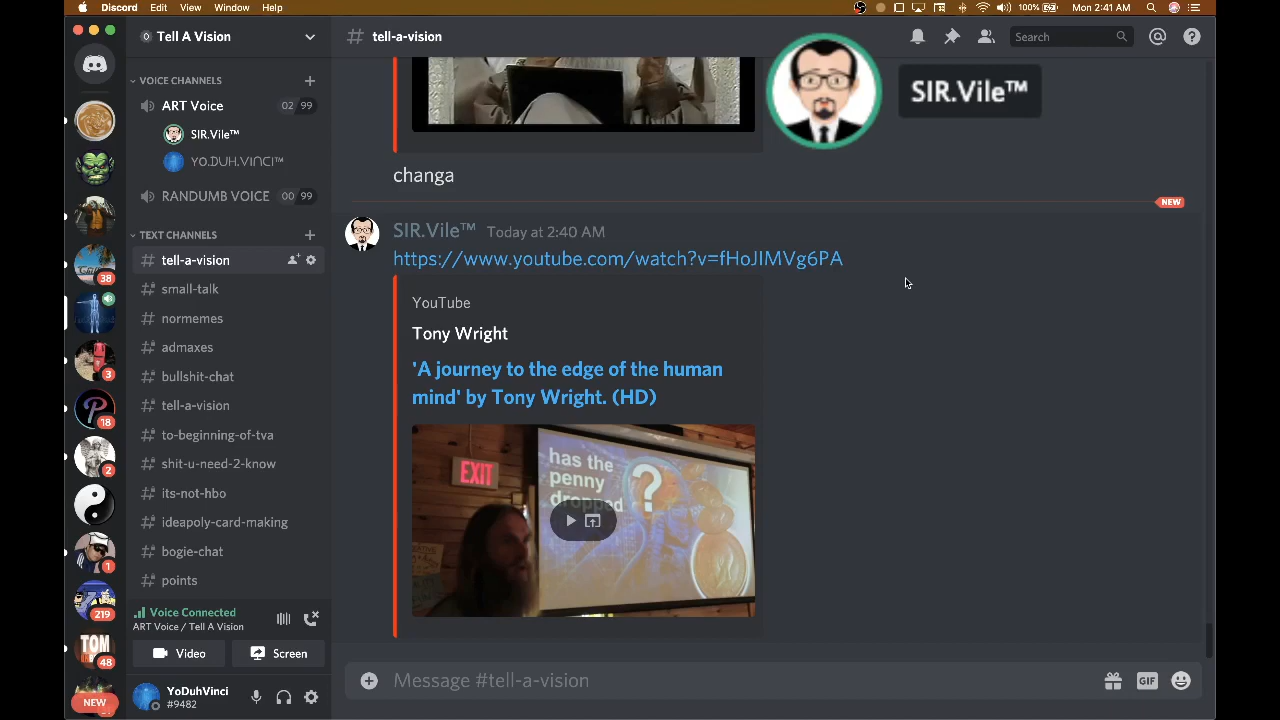 Discord Edit View Window Help
100% Mon 2:41 AM
Tell A Vision
VOICE CHANNELS
ART Voice 02 99
SIR.Vile™
YO.DUH.VINCI™
RANDUMB VOICE 00 99
TEXT CHANNELS
tell-a-vision
small-talk
normemes
admaxes
bullshit-chat
tell-a-vision
to-beginning-of-tva
shit-u-need-2-know
its-not-hbo
ideapoly-card-making
bogie-chat
points
Voice Connected
ART Voice / Tell A Vision
Video Screen
YoDuhVinci
#9482
38
3
18
2
1
219
TOM
48
NEW
# tell-a-vision
Search
SIR.Vile™
changa
NEW
SIR.Vile™ Today at 2:40 AM
https://www.youtube.com/watch?v=fHoJIMVg6PA
YouTube
Tony Wright
'A journey to the edge of the human
mind' by Tony Wright. (HD)
EXIT
has the
penny
dropped
?
Message #tell-a-vision
GIF